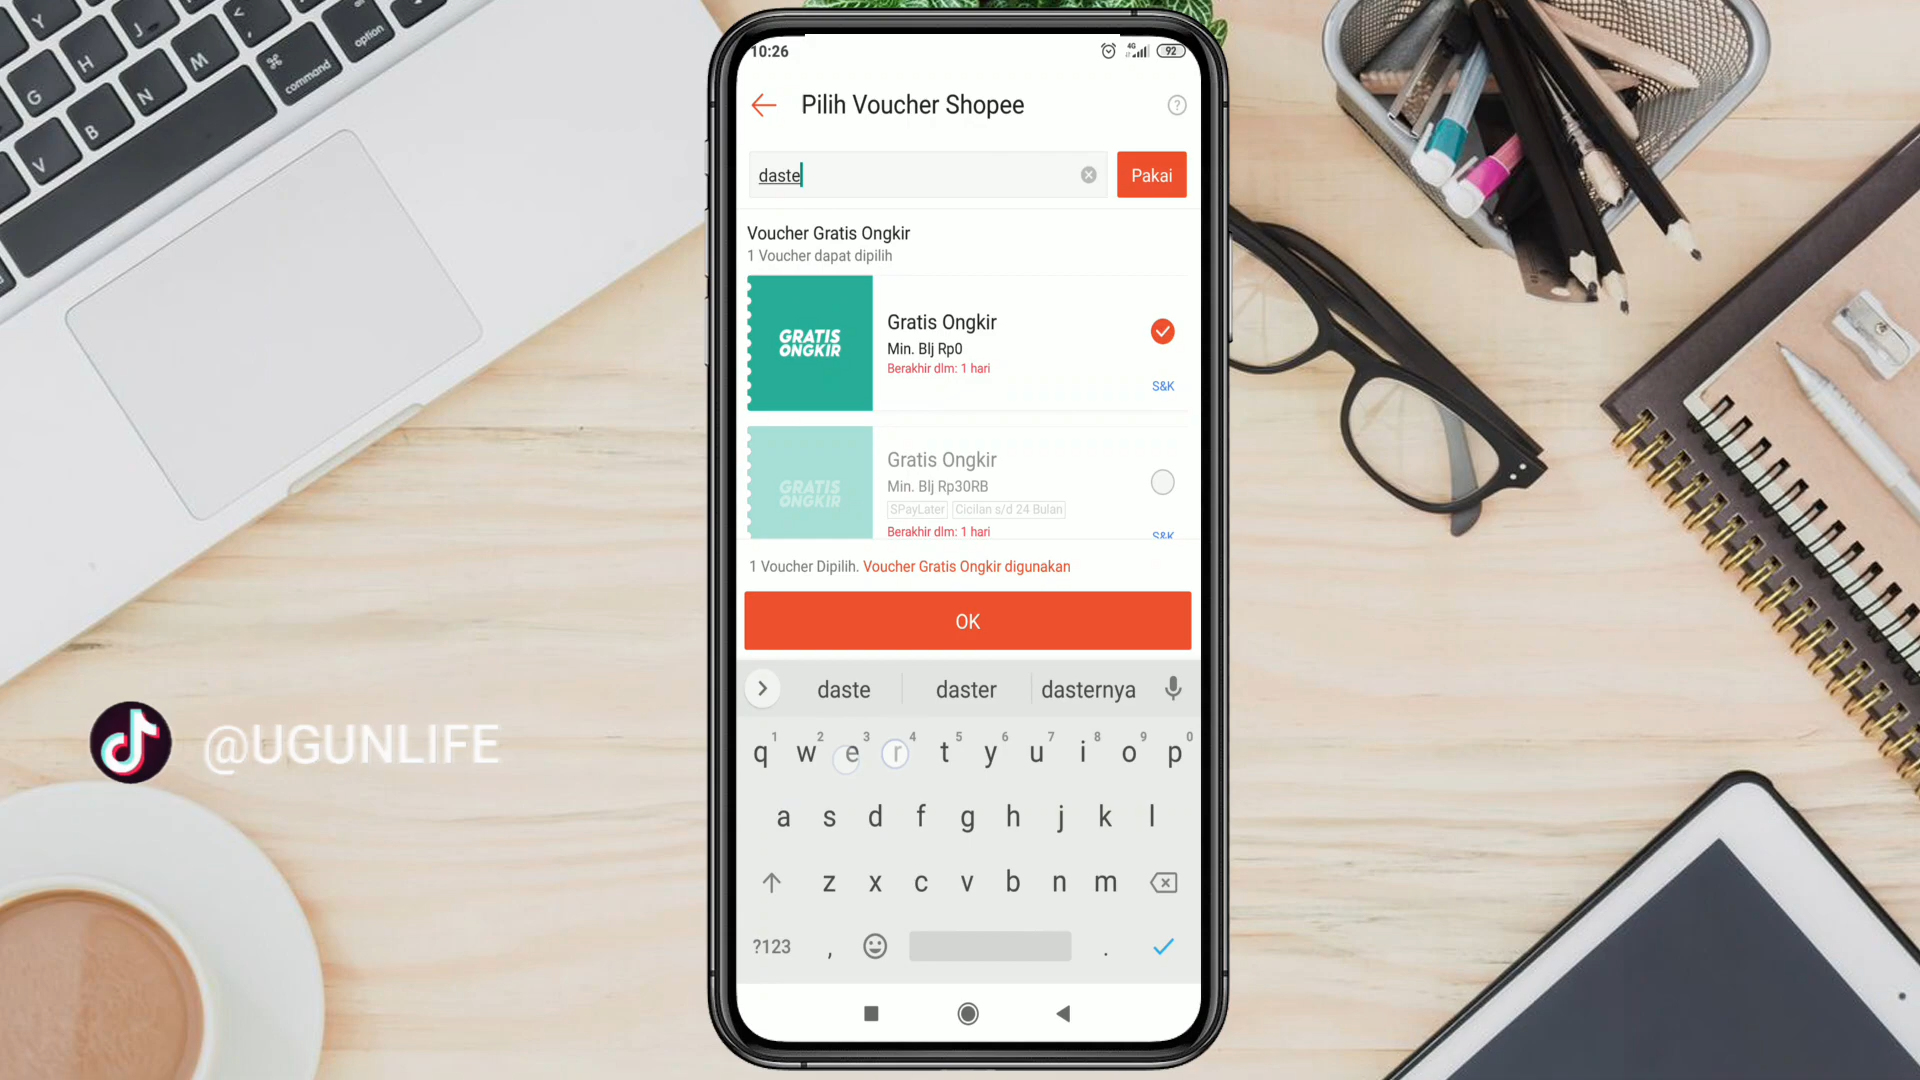 10:26
4G
92
Pilih Voucher Shopee
?
daste
Pakai
Voucher Gratis Ongkir
1 Voucher dapat dipilih
GRATIS
ONGKIR
Gratis Ongkir
Min. Blj Rp0
Berakhir dlm: 1 hari
S&K
GRATIS
ONGKIR
Gratis Ongkir
Min. Blj Rp30RB
SPayLater
Cicilan s/d 24 Bulan
Berakhir dlm: 1 hari
S&K
1 Voucher Dipilih. Voucher Gratis Ongkir digunakan
OK
daste daster dasternya
1 2 3 4 5 6 7 8 9 0
q w e r t y u i o p
a s d f g h j k l
z x c v b n m
?123 , .
@UGUNLIFE
Y
H
J
G
M
N
B
V
<
⌘
command
option